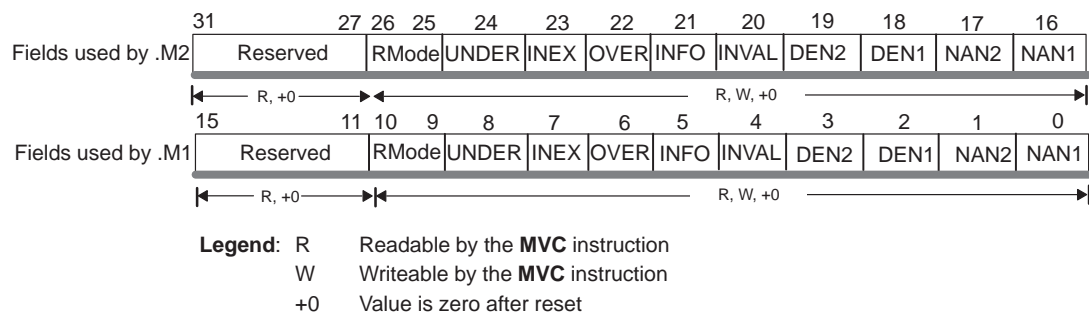 31 27 26 25 24 23 22 21 20 19 18 17 16
Fields used by .M2 Reserved RMode UNDER INEX OVER INFO INVAL DEN2 DEN1 NAN2 NAN1
R, +0 R, W, +0
15 11 10 9 8 7 6 5 4 3 2 1 0
Fields used by .M1 Reserved RMode UNDER INEX OVER INFO INVAL DEN2 DEN1 NAN2 NAN1
R, +0 R, W, +0
Legend: R Readable by the MVC instruction
W Writeable by the MVC instruction
+0 Value is zero after reset